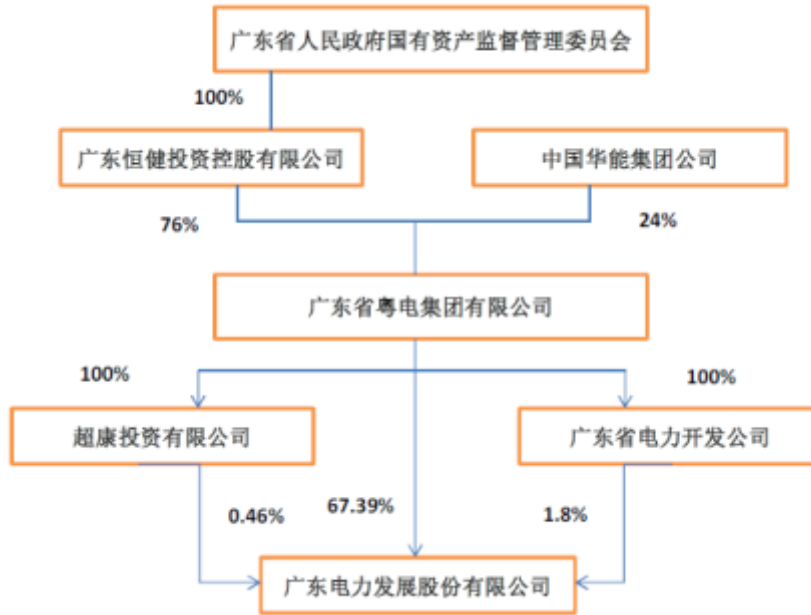 广东省人民政府国有资产监督管理委员会
100%
广东恒健投资控股有限公司
中国华能集团公司
76%
24%
广东省粤电集团有限公司
100%
100%
超康投资有限公司
广东省电力开发公司
0.46%
67.39%
1.8%
广东电力发展股份有限公司